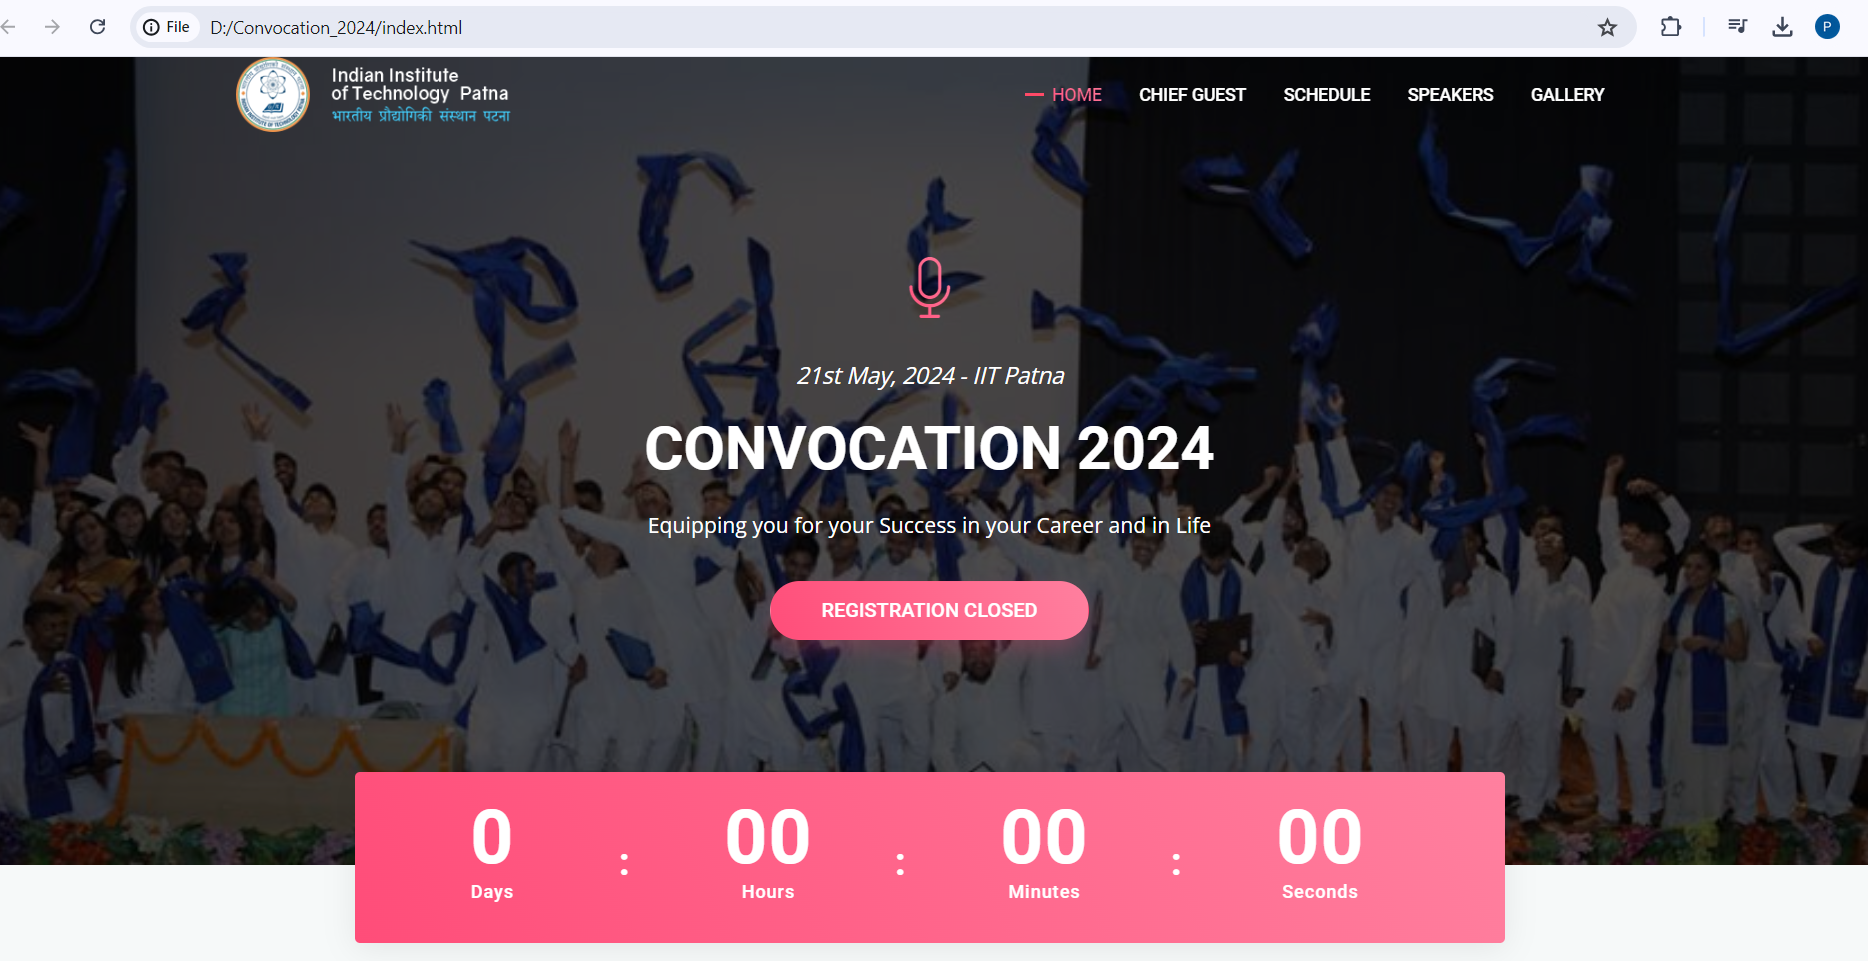 File D:/Convocation_2024/index.html
P
Indian Institute
of Technology Patna
भारतीय प्रौद्योगिकी संस्थान पटना
HOME CHIEF GUEST SCHEDULE SPEAKERS GALLERY
21st May, 2024 - IIT Patna
CONVOCATION 2024
Equipping you for your Success in your Career and in Life
REGISTRATION CLOSED
0 : 00 : 00 : 00
Days Hours Minutes Seconds